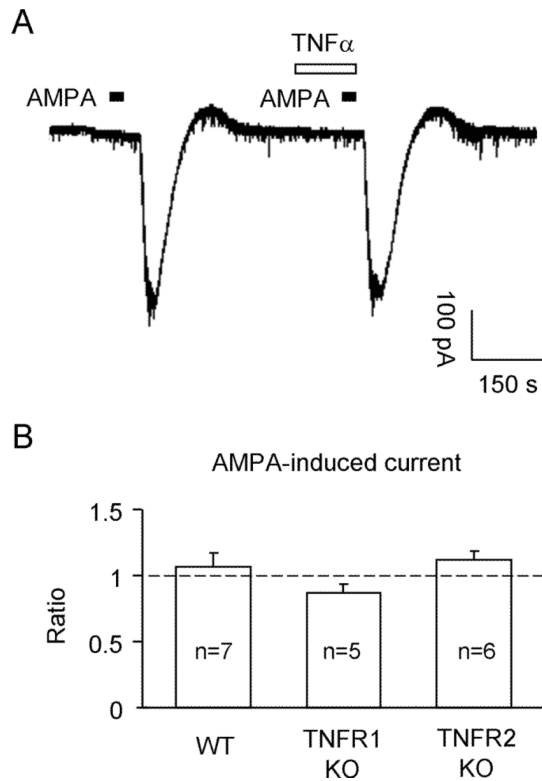 A
TNFα
AMPA
AMPA
100 pA
150 s
B
AMPA-induced current
1.5
1
0.5
0
Ratio
n=7
n=5
n=6
WT
TNFR1
KO
TNFR2
KO